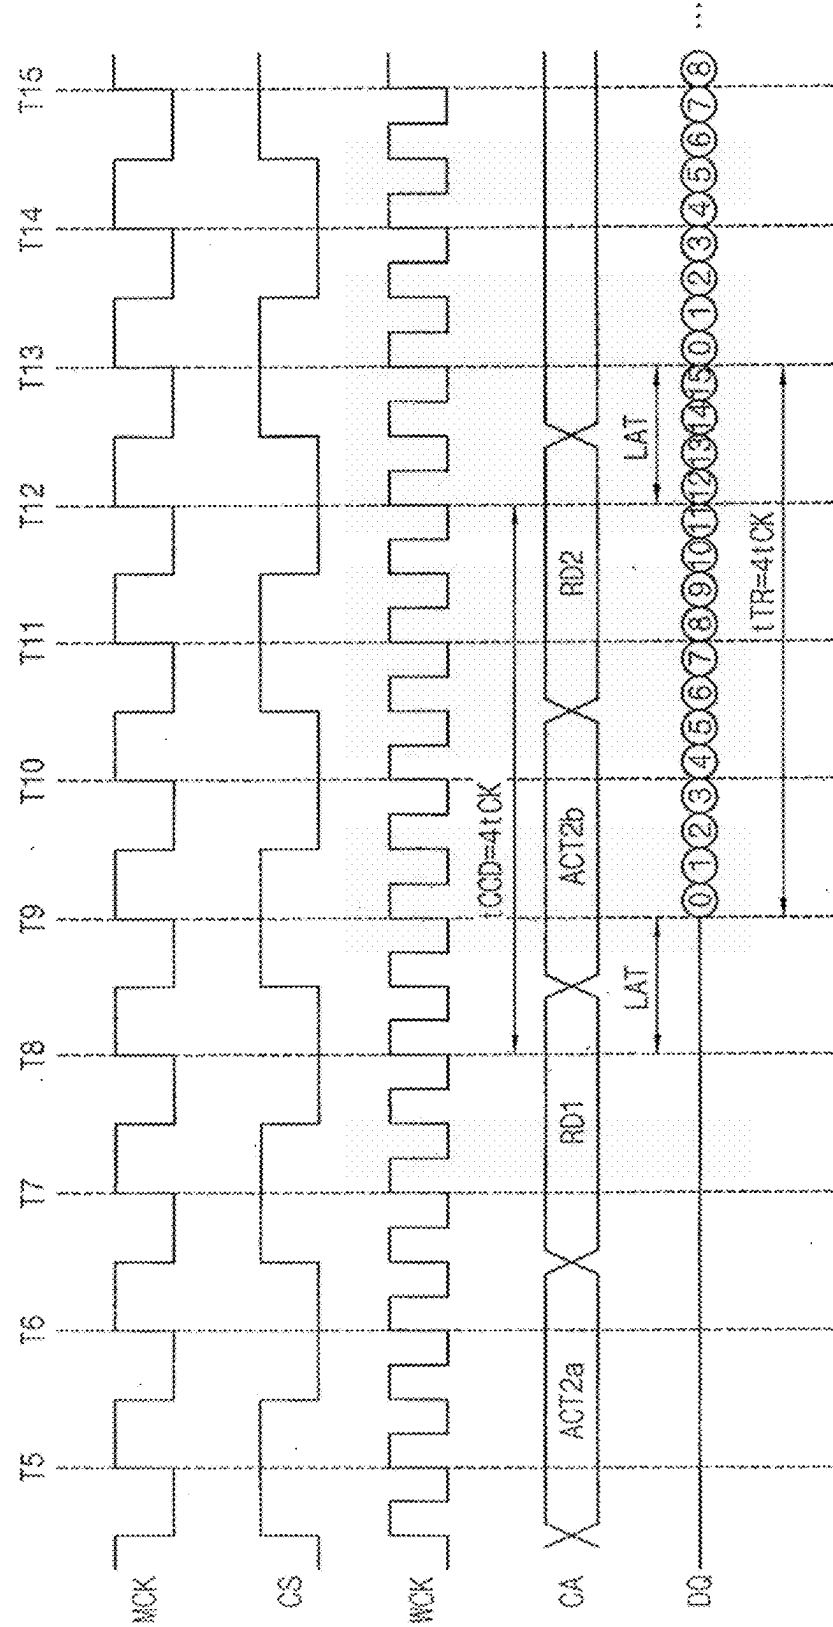 T5 T6 T7 T8 T9 T10 T11 T12 T13 T14 T15
MCK
CS
WCK
tCCD=4tCK
CA ACT2a RD1 ACT2b RD2
LAT LAT
DQ 0 1 2 3 4 5 6 7 8 9 10 11 12 13 14 15 0 1 2 3 4 5 6 7 8 ...
tTR=4tCK